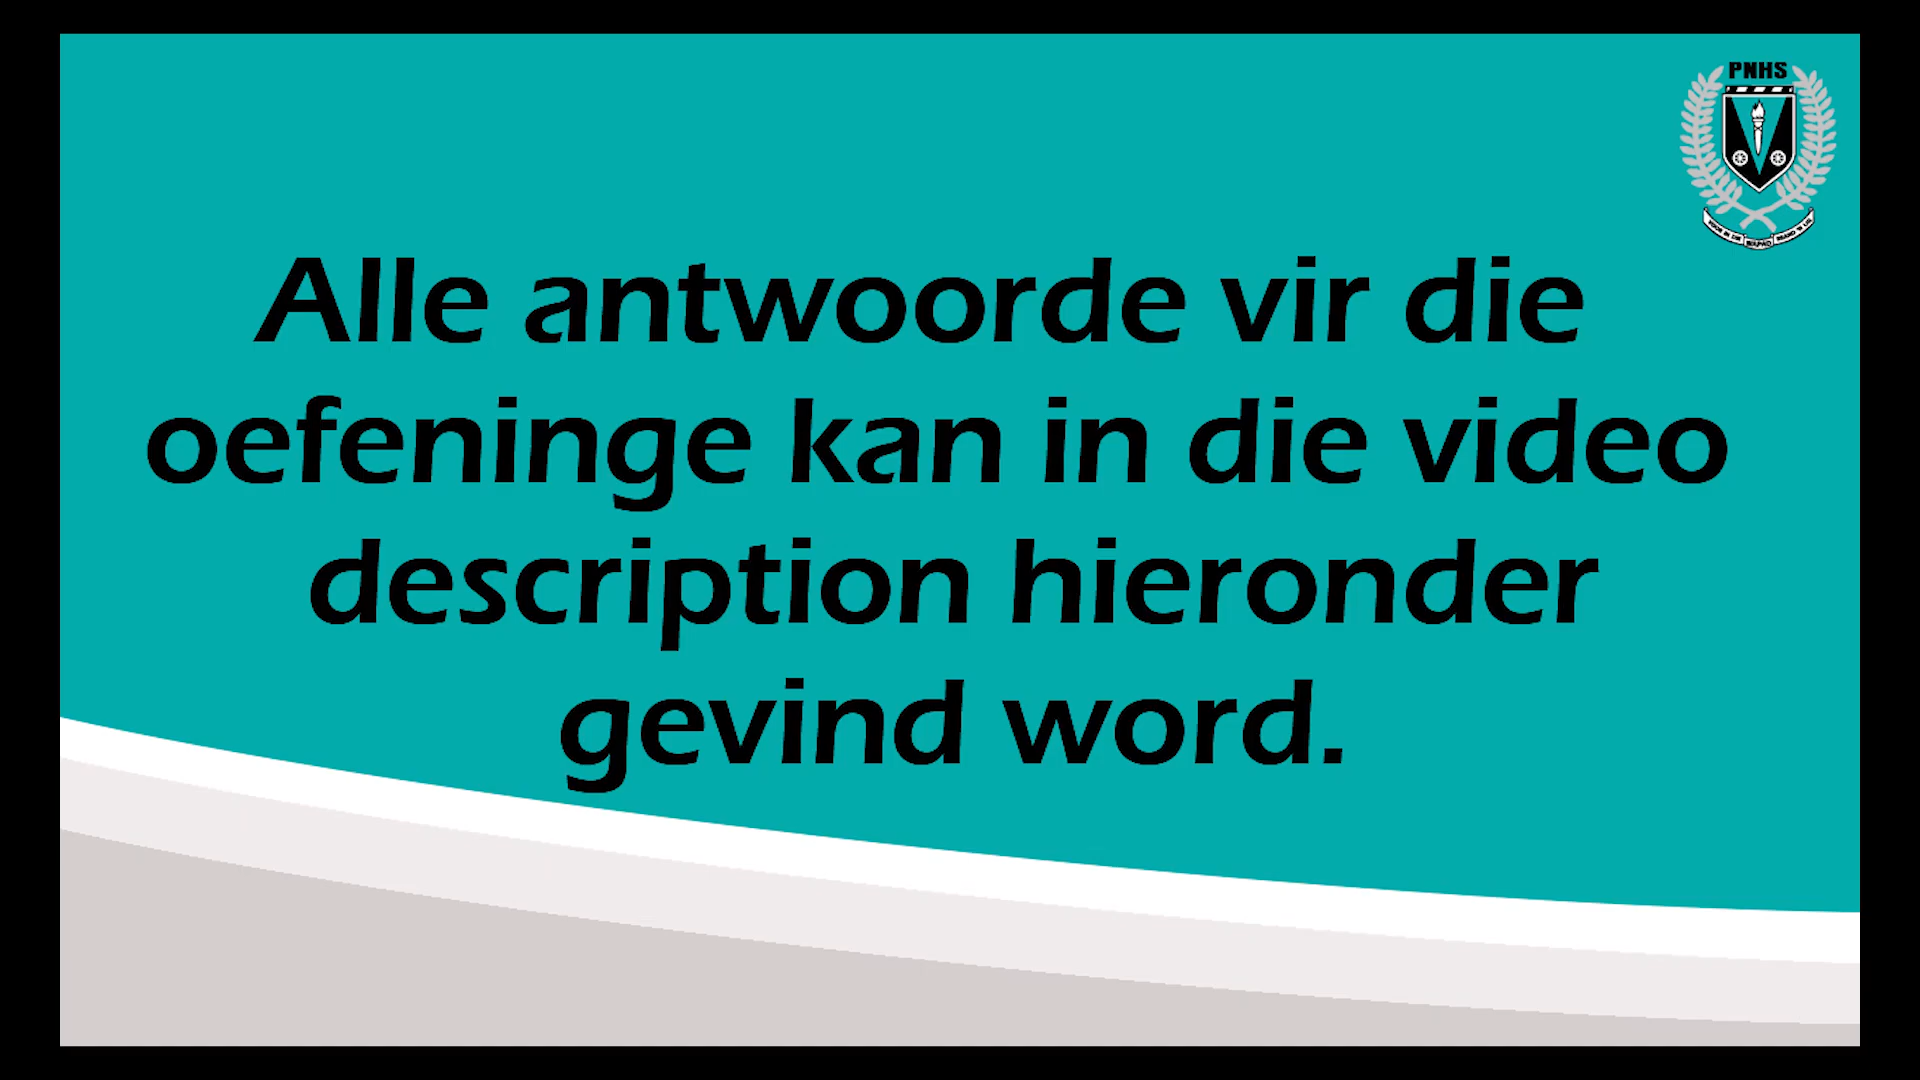 PNHS
Alle antwoorde vir die
oefeninge kan in die video
description hieronder
gevind word.